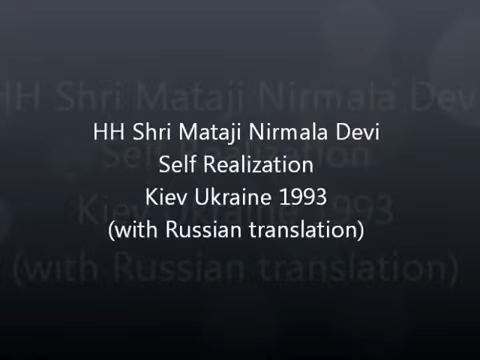 HH Shri Mataji Nirmala Devi
Self Realization
Kiev Ukraine 1993
(with Russian translation)